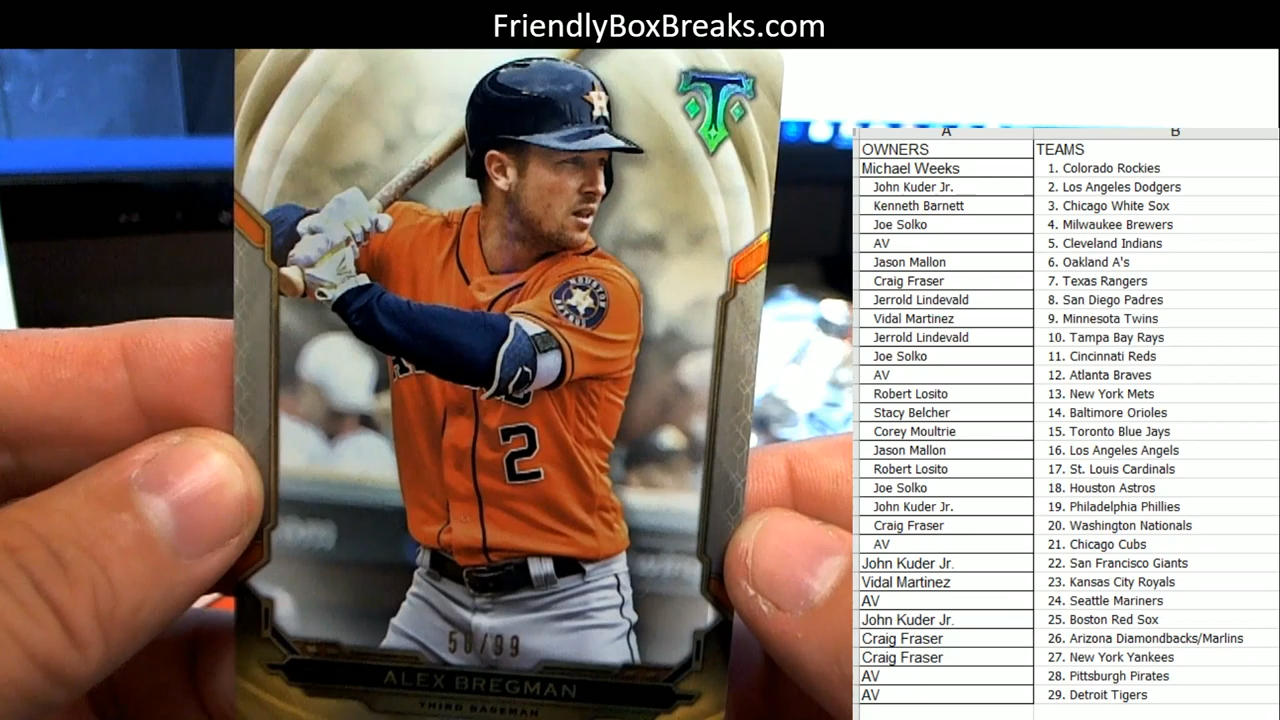 FriendlyBoxBreaks.com
T
HOUSTON
2
50/99
ALEX BREGMAN
THIRD BASEMAN
A B
OWNERS TEAMS
Michael Weeks 1. Colorado Rockies
John Kuder Jr. 2. Los Angeles Dodgers
Kenneth Barnett 3. Chicago White Sox
Joe Solko 4. Milwaukee Brewers
AV 5. Cleveland Indians
Jason Mallon 6. Oakland A's
Craig Fraser 7. Texas Rangers
Jerrold Lindevald 8. San Diego Padres
Vidal Martinez 9. Minnesota Twins
Jerrold Lindevald 10. Tampa Bay Rays
Joe Solko 11. Cincinnati Reds
AV 12. Atlanta Braves
Robert Losito 13. New York Mets
Stacy Belcher 14. Baltimore Orioles
Corey Moultrie 15. Toronto Blue Jays
Jason Mallon 16. Los Angeles Angels
Robert Losito 17. St. Louis Cardinals
Joe Solko 18. Houston Astros
John Kuder Jr. 19. Philadelphia Phillies
Craig Fraser 20. Washington Nationals
AV 21. Chicago Cubs
John Kuder Jr. 22. San Francisco Giants
Vidal Martinez 23. Kansas City Royals
AV 24. Seattle Mariners
John Kuder Jr. 25. Boston Red Sox
Craig Fraser 26. Arizona Diamondbacks/Marlins
Craig Fraser 27. New York Yankees
AV 28. Pittsburgh Pirates
AV 29. Detroit Tigers